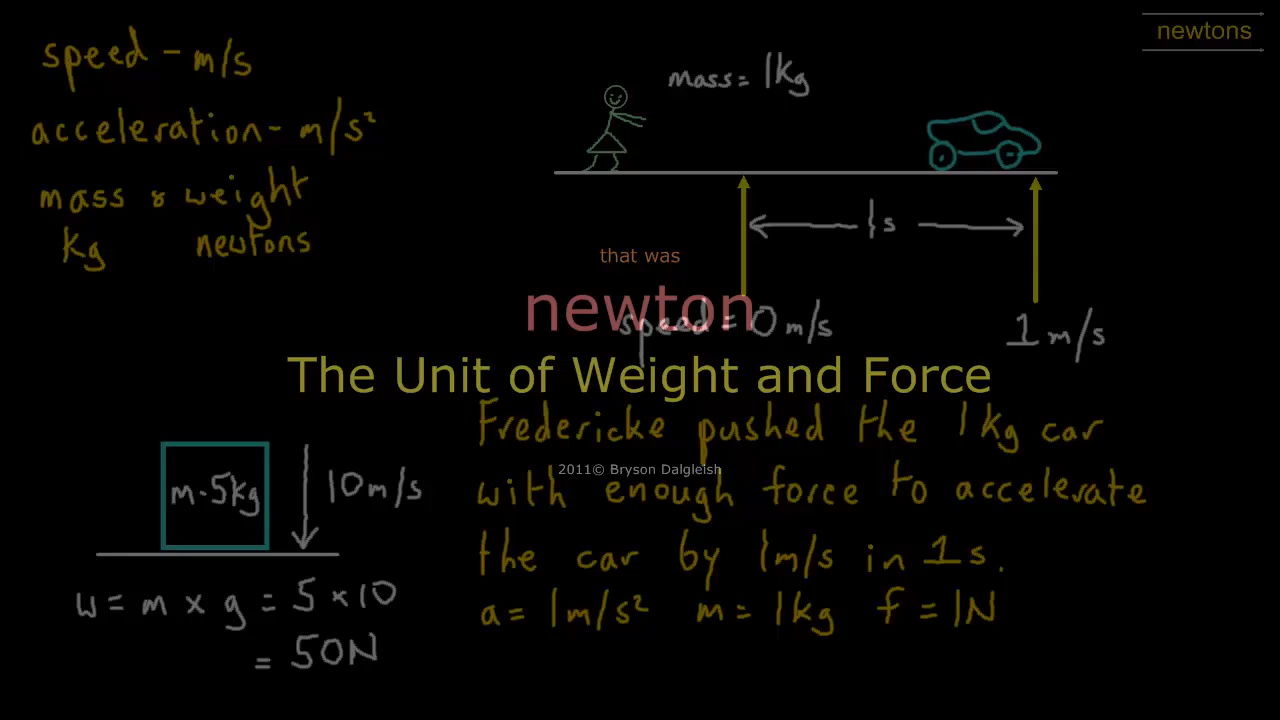 newtons
speed - m/s
acceleration - m/s²
mass & weight
kg newtons
mass = 1kg
1s
that was
newton
speed = 0m/s
1m/s
The Unit of Weight and Force
Fredericke pushed the 1kg car
2011© Bryson Dalgleish
with enough force to accelerate
the car by 1m/s in 1s.
a = 1m/s² m = 1kg f = 1N
m. 5kg
10m/s
w = m x g = 5 x 10
= 50N